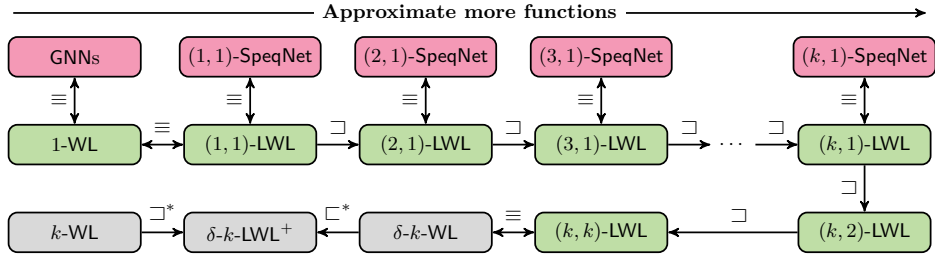 Approximate more functions
GNNs (1, 1)-SpeqNet (2, 1)-SpeqNet (3, 1)-SpeqNet (k, 1)-SpeqNet
≡ ≡ ≡ ≡ ≡
≡ ⊐ ⊐ ⊐ ⊐
1-WL (1, 1)-LWL (2, 1)-LWL (3, 1)-LWL ... (k, 1)-LWL
⊐
⊐* ⊏* ≡ ⊐
k-WL δ-k-LWL⁺ δ-k-WL (k, k)-LWL (k, 2)-LWL